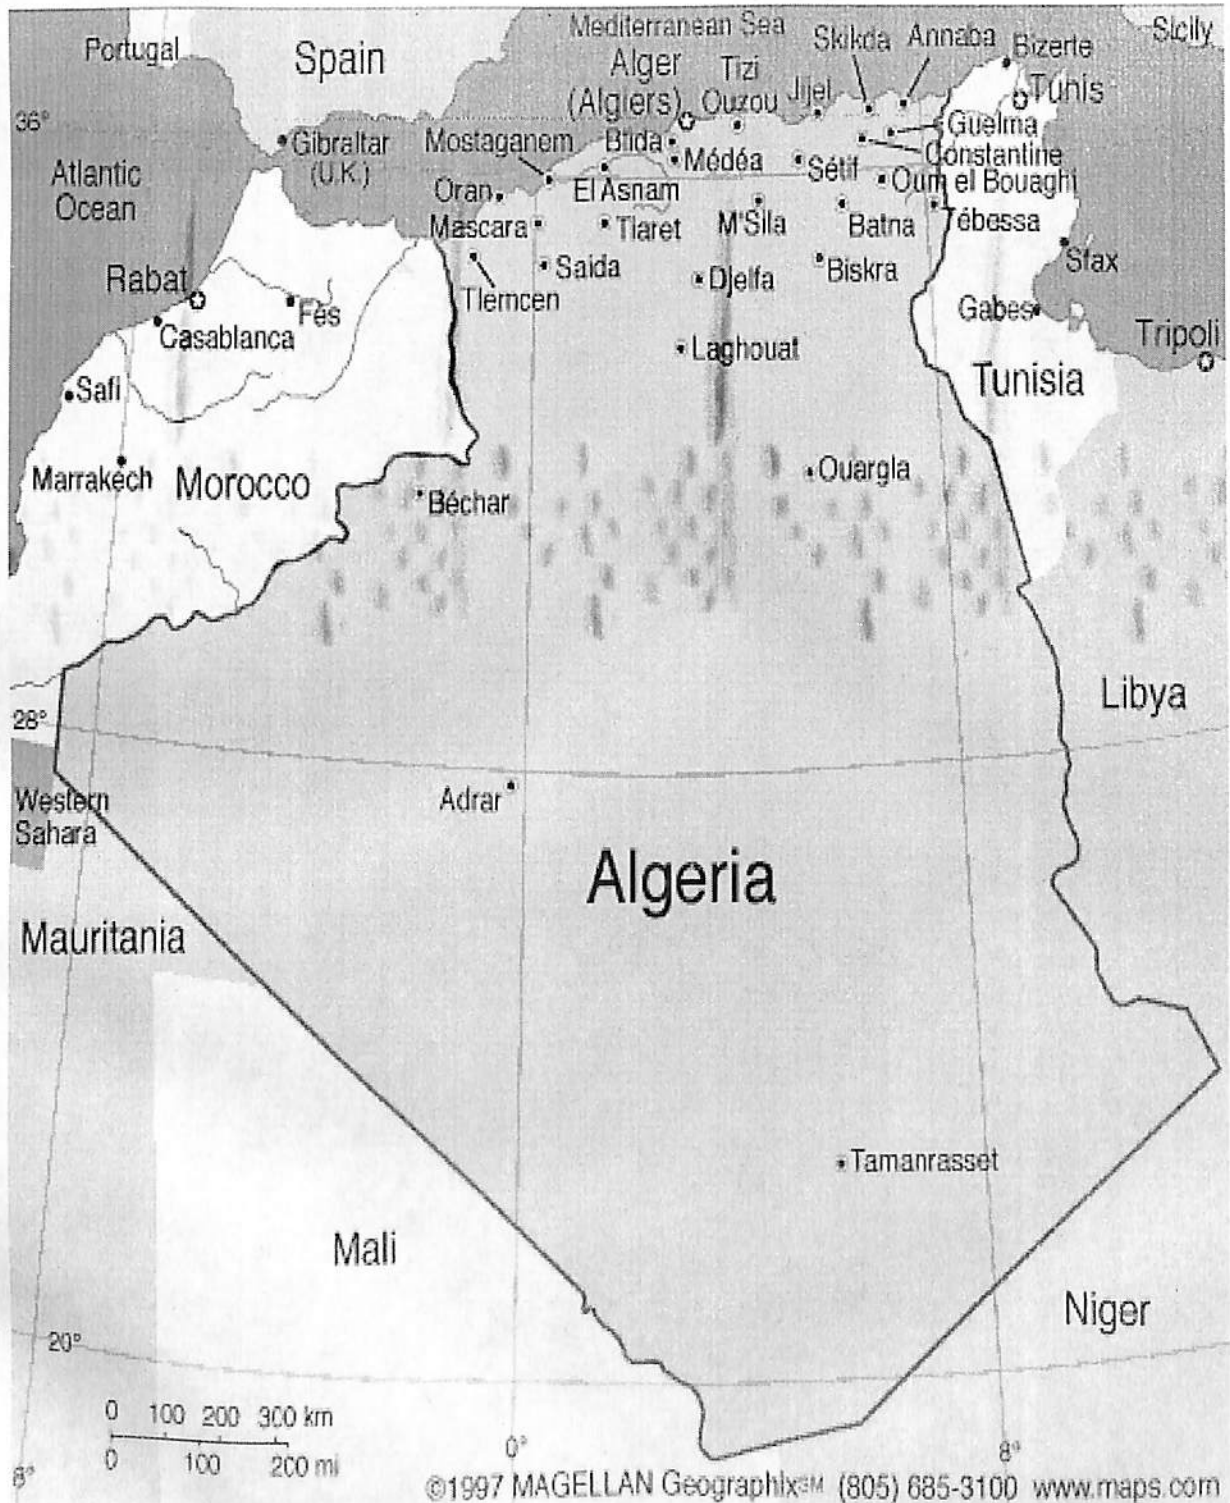 Mediterranean Sea
Sicily
Portugal
Spain
Skikda
Annaba
Bizerte
Alger
(Algiers)
Tizi
Ouzou
Jijel
Tunis
36°
Gibraltar
(U.K.)
Mostaganem
Blida
Médéa
Guelma
Constantine
Sétif
Atlantic
Ocean
Oran
El Asnam
Oum el Bouaghi
Mascara
Tiaret
M'Sila
Batna
Tébessa
Sfax
Rabat
Saida
Djelfa
Biskra
Tlemcen
Fès
Casablanca
Gabes
Tripoli
Laghouat
Safi
Tunisia
Marrakech
Morocco
Béchar
Ouargla
Libya
28°
Western
Sahara
Adrar
Algeria
Mauritania
Tamanrasset
Mali
Niger
20°
0 100 200 300 km
0 100 200 mi
8°
0°
8°
©1997 MAGELLAN Geographix℠ (805) 685-3100 www.maps.com